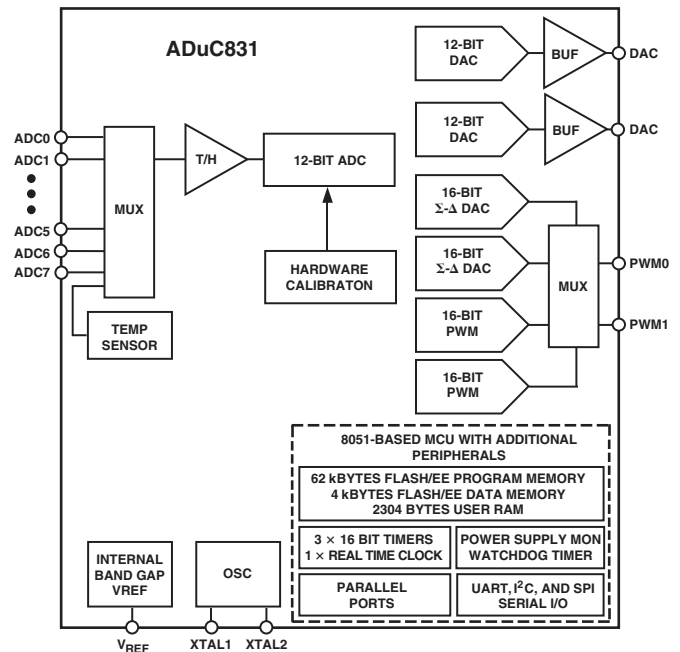 ADuC831
12-BIT
DAC
BUF
DAC
12-BIT
DAC
BUF
DAC
ADC0
ADC1
ADC5
ADC6
ADC7
MUX
T/H
12-BIT ADC
HARDWARE
CALIBRATON
TEMP
SENSOR
16-BIT
Σ-Δ DAC
16-BIT
Σ-Δ DAC
16-BIT
PWM
16-BIT
PWM
MUX
PWM0
PWM1
8051-BASED MCU WITH ADDITIONAL
PERIPHERALS
62 kBYTES FLASH/EE PROGRAM MEMORY
4 kBYTES FLASH/EE DATA MEMORY
2304 BYTES USER RAM
3 × 16 BIT TIMERS
1 × REAL TIME CLOCK
POWER SUPPLY MON
WATCHDOG TIMER
PARALLEL
PORTS
UART, I²C, AND SPI
SERIAL I/O
INTERNAL
BAND GAP
VREF
OSC
VREF
XTAL1
XTAL2